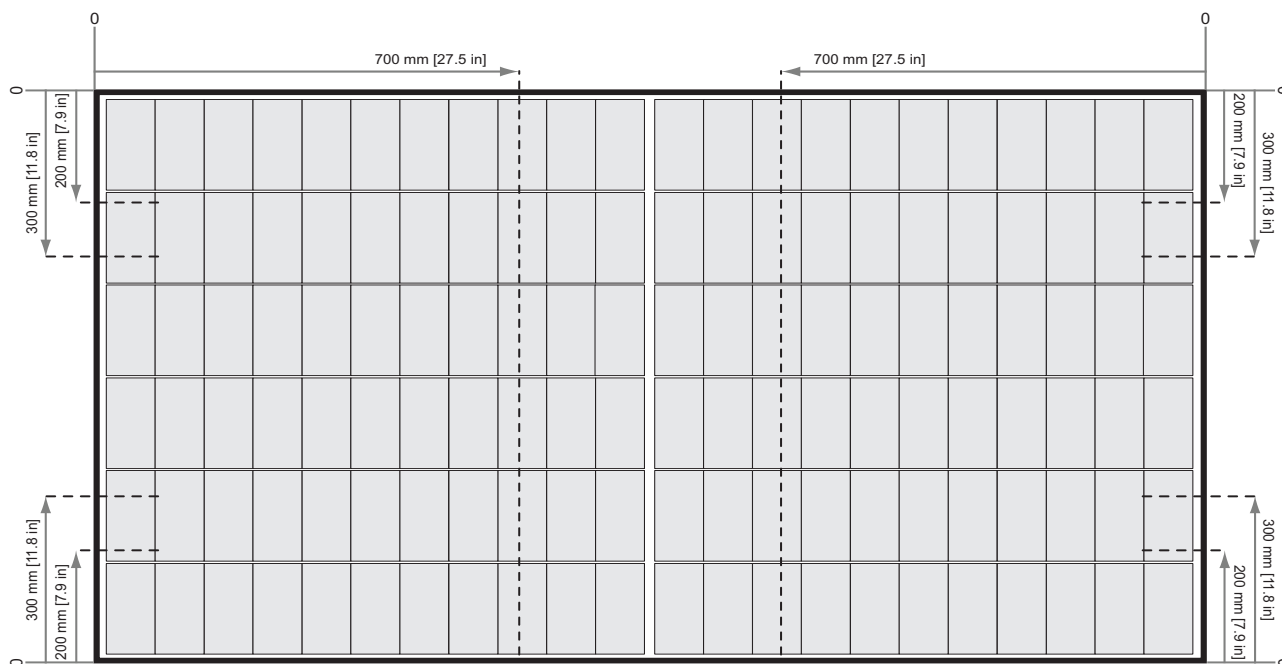 0
0
700 mm [27.5 in]
700 mm [27.5 in]
0
0
300 mm [11.8 in]
200 mm [7.9 in]
200 mm
[7.9 in]
300 mm
[11.8 in]
300 mm [11.8 in]
200 mm [7.9 in]
200 mm
[7.9 in]
300 mm
[11.8 in]
0
0